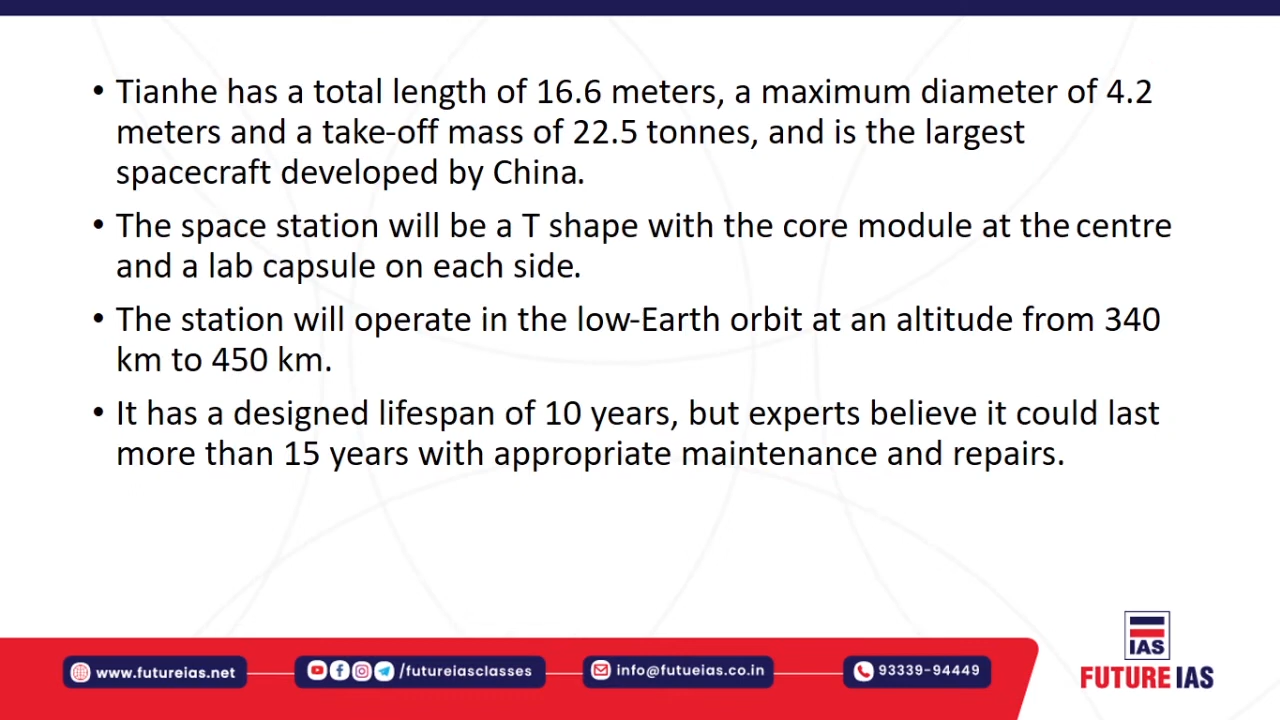 • Tianhe has a total length of 16.6 meters, a maximum diameter of 4.2
meters and a take-off mass of 22.5 tonnes, and is the largest
spacecraft developed by China.
• The space station will be a T shape with the core module at the centre
and a lab capsule on each side.
• The station will operate in the low-Earth orbit at an altitude from 340
km to 450 km.
• It has a designed lifespan of 10 years, but experts believe it could last
more than 15 years with appropriate maintenance and repairs.
www.futureias.net
/futureiasclasses
info@futueias.co.in
93339-94449
IAS
FUTURE IAS